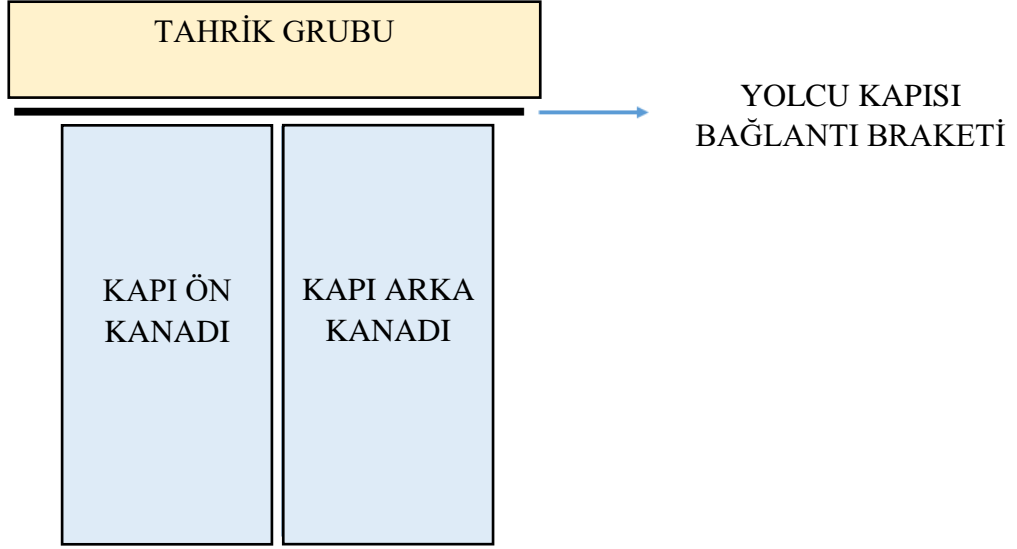 TAHRİK GRUBU
YOLCU KAPISI
BAĞLANTI BRAKETİ
KAPI ÖN
KANADI
KAPI ARKA
KANADI